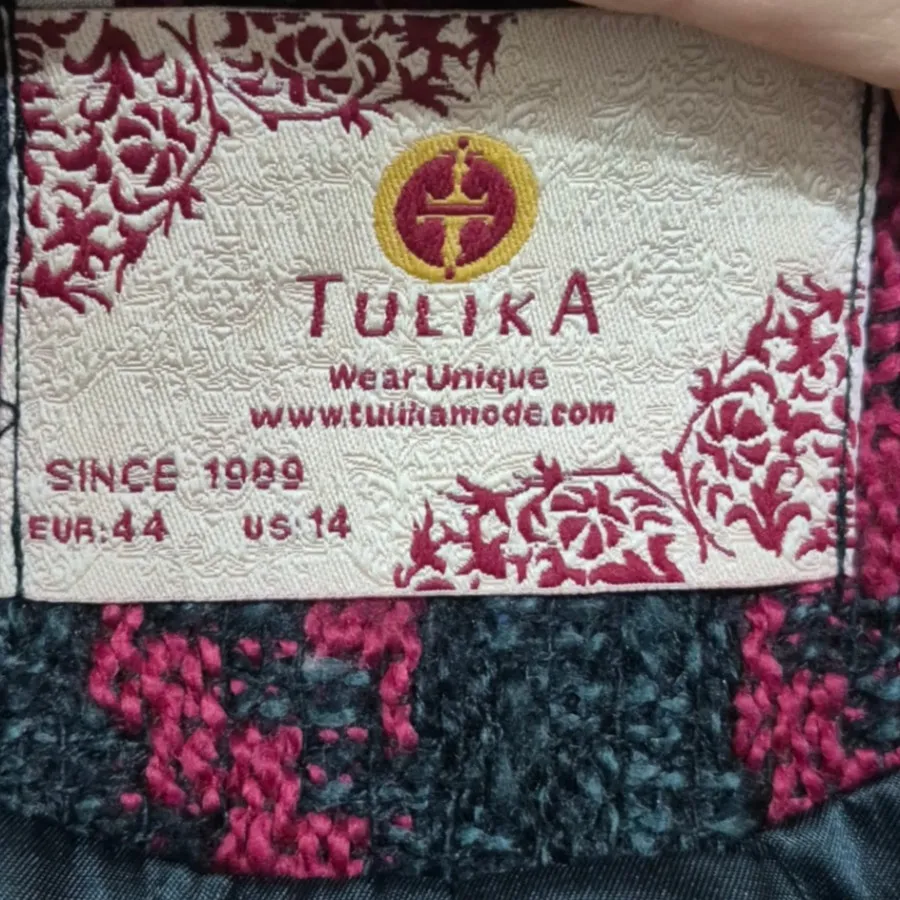 TULIKA
Wear Unique
www.tulikamode.com
SINCE 1989
EUR:44 US:14